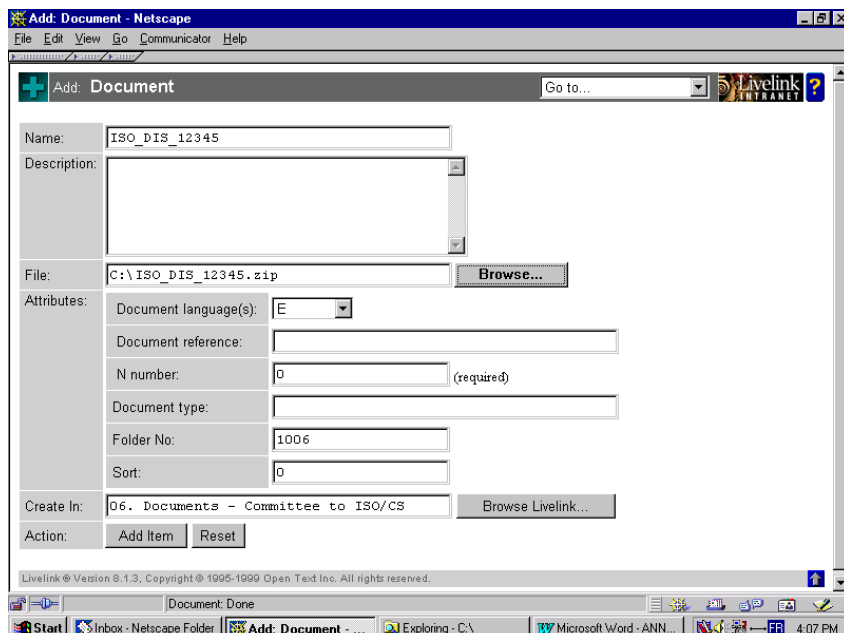 Add: Document - Netscape
File Edit View Go Communicator Help
Add: Document
Go to...
Livelink
INTRANET
?
Name: ISO_DIS_12345
Description:
File: C:\ISO_DIS_12345.zip Browse...
Attributes:
Document language(s): E
Document reference:
N number: 0 (required)
Document type:
Folder No: 1006
Sort: 0
Create In: 06. Documents - Committee to ISO/CS Browse Livelink...
Action: Add Item Reset
Livelink ® Version 8.1.3, Copyright © 1995-1999 Open Text Inc. All rights reserved.
Document: Done
Start Inbox - Netscape Folder Add: Document - ... Exploring - C:\ Microsoft Word - ANN... FR 4:07 PM